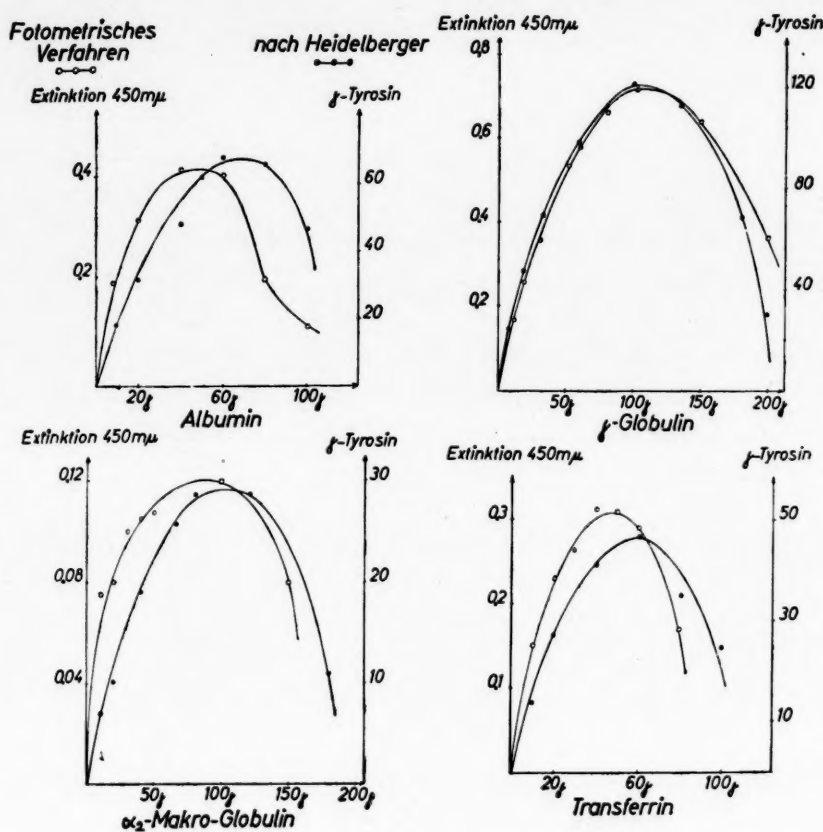 Fotometrisches
Verfahren
nach Heidelberger
Extinktion 450mμ
γ-Tyrosin
0,4
0,2
60
40
20
20γ 60γ 100γ
Albumin
Extinktion 450mμ
γ-Tyrosin
0,8
0,6
0,4
0,2
120
80
40
50γ 100γ 150γ 200γ
γ-Globulin
Extinktion 450mμ
γ-Tyrosin
0,12
0,08
0,04
30
20
10
50γ 100γ 150γ 200γ
α₂-Makro-Globulin
Extinktion 450mμ
γ-Tyrosin
0,3
0,2
0,1
50
30
10
20γ 60γ 100γ
Transferrin